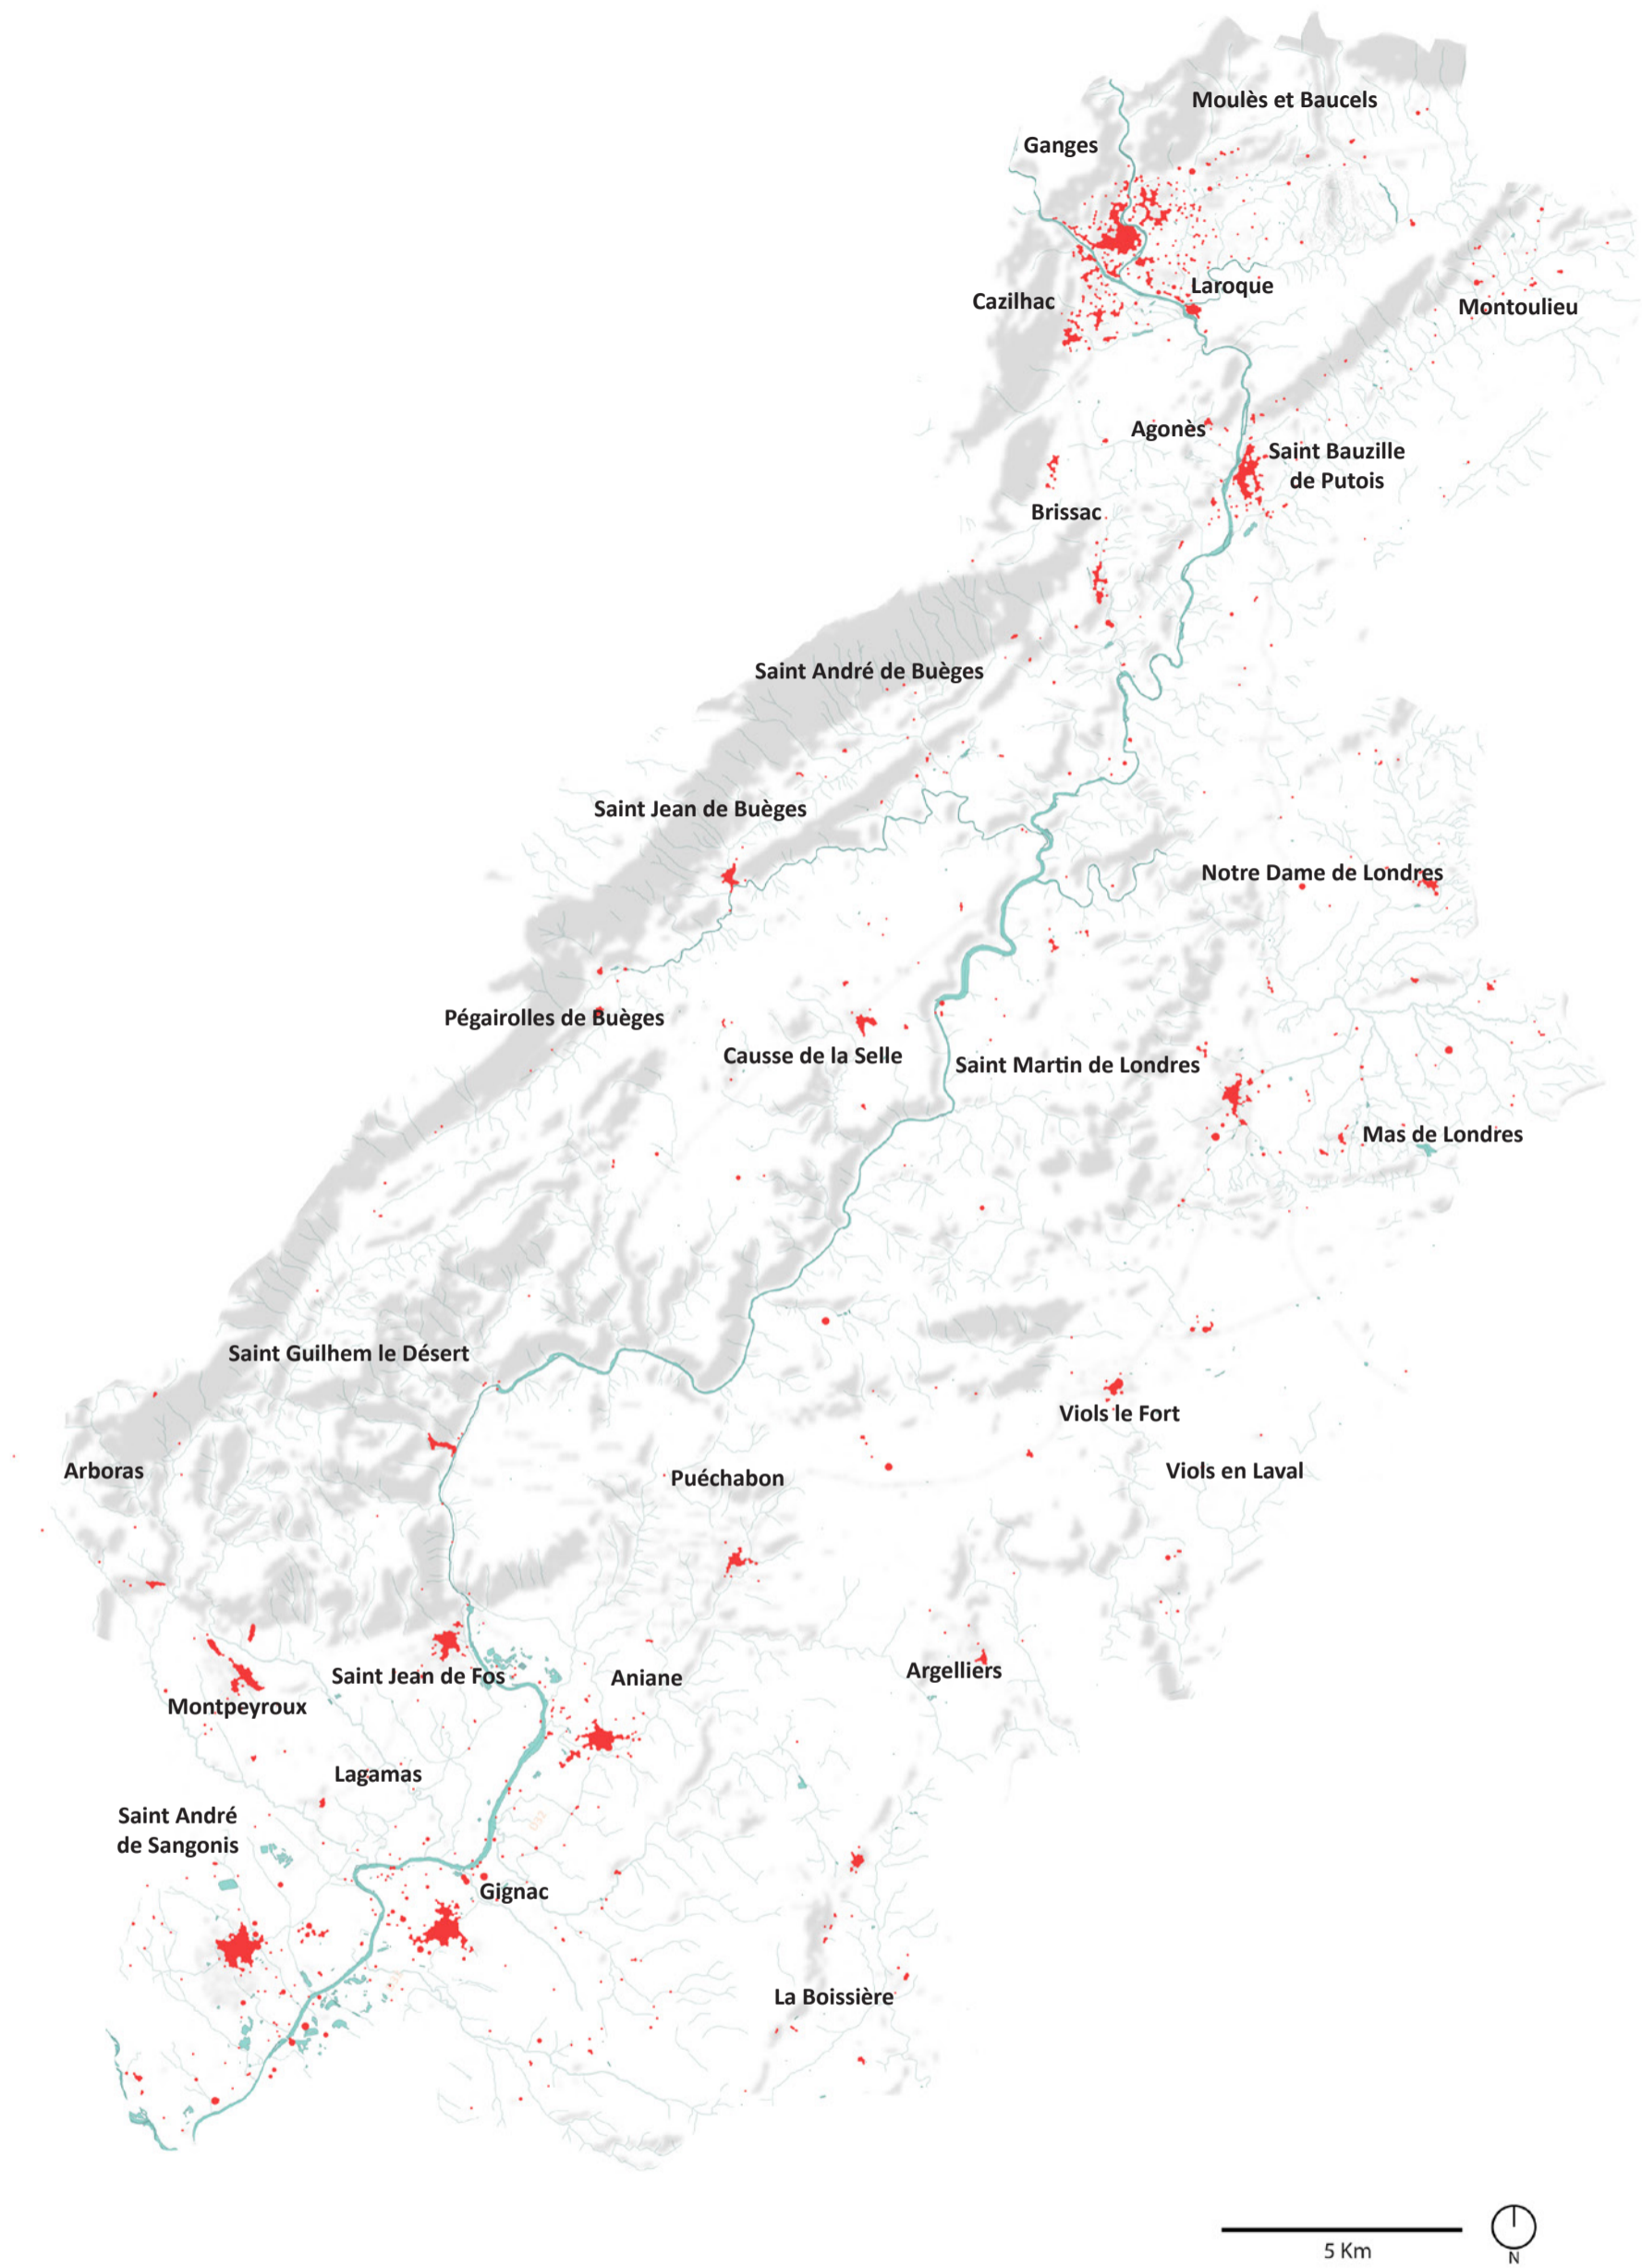 Moulès et Baucels
Ganges
Laroque
Cazilhac
Montoulieu
Agonès
Saint Bauzille
de Putois
Brissac
Saint André de Buèges
Saint Jean de Buèges
Notre Dame de Londres
Pégairolles de Buèges
Causse de la Selle
Saint Martin de Londres
Mas de Londres
Saint Guilhem le Désert
Viols le Fort
Arboras
Puéchabon
Viols en Laval
Saint Jean de Fos
Aniane
Argelliers
Montpeyroux
Lagamas
Saint André
de Sangonis
D32
Gignac
La Boissière
5 Km
N